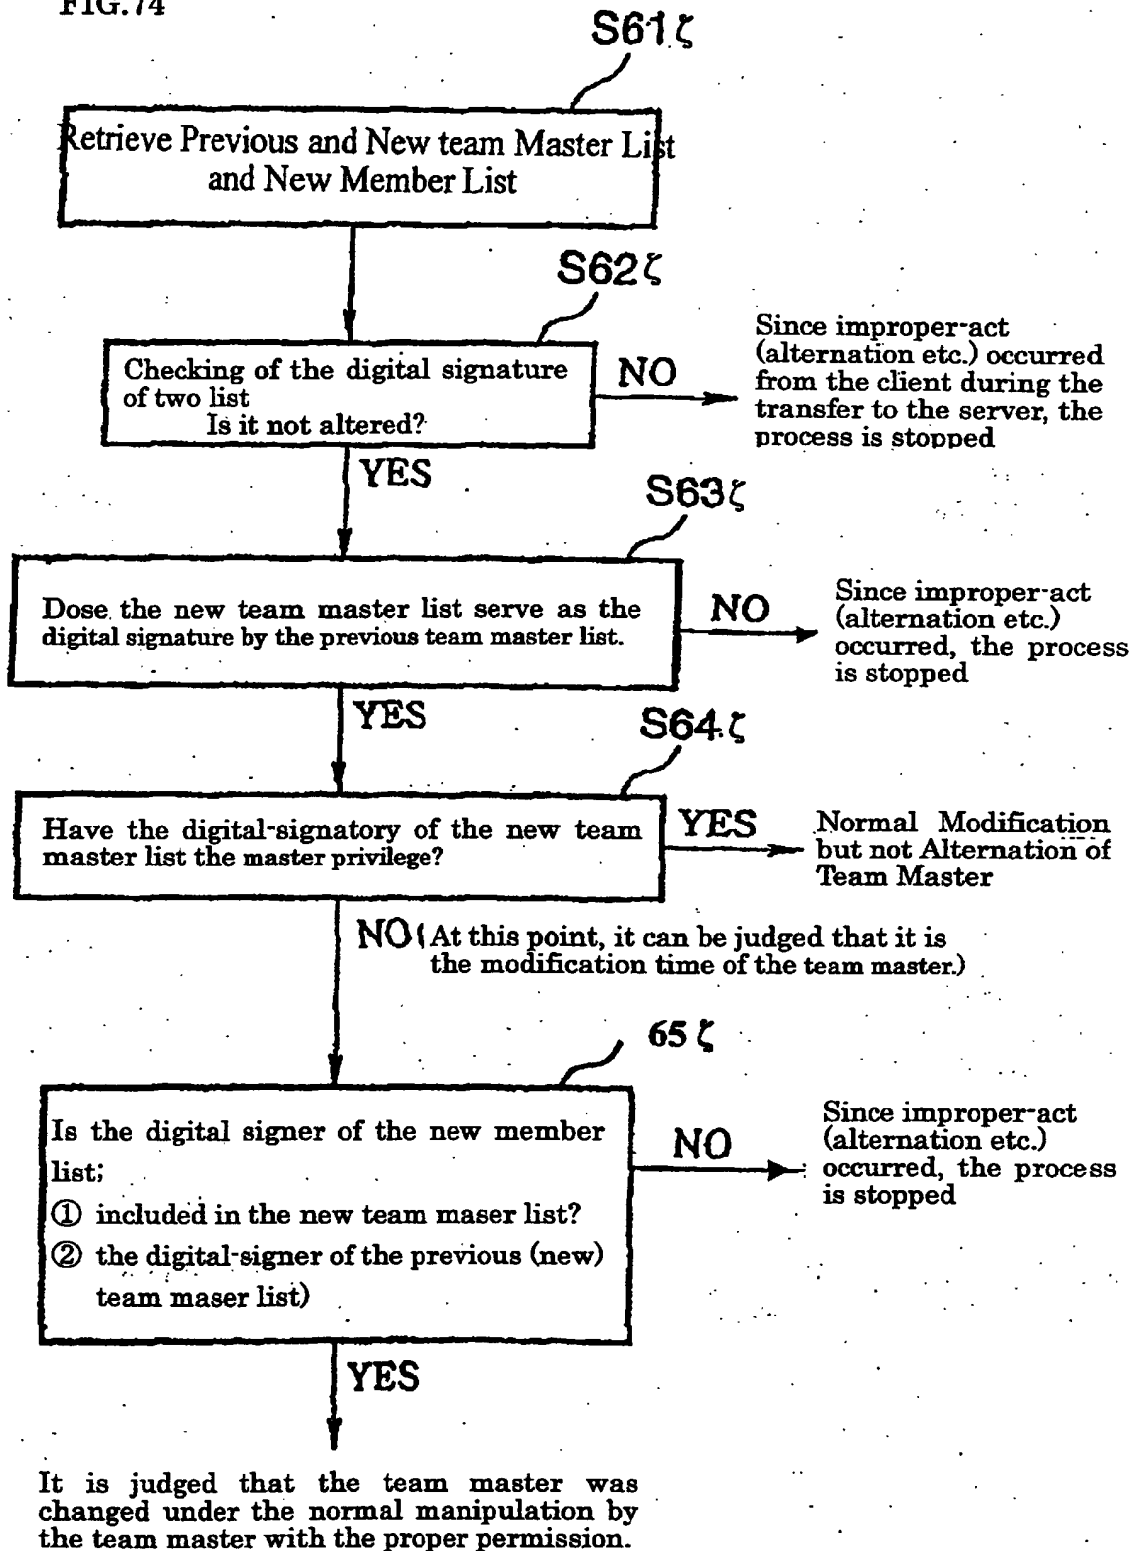 FIG.74
S61ζ
Retrieve Previous and New team Master List
and New Member List
S62ζ
Checking of the digital signature
of two list
Is it not altered?
NO
Since improper-act
(alternation etc.) occurred
from the client during the
transfer to the server, the
process is stopped
YES
S63ζ
Dose the new team master list serve as the
digital signature by the previous team master list.
NO
Since improper-act
(alternation etc.)
occurred, the process
is stopped
YES
S64ζ
Have the digital-signatory of the new team
master list the master privilege?
YES
Normal Modification
but not Alternation of
Team Master
NO (At this point, it can be judged that it is
the modification time of the team master.)
65ζ
Is the digital signer of the new member
list;
① included in the new team maser list?
② the digital-signer of the previous (new)
team maser list)
NO
Since improper-act
(alternation etc.)
occurred, the process
is stopped
YES
It is judged that the team master was
changed under the normal manipulation by
the team master with the proper permission.